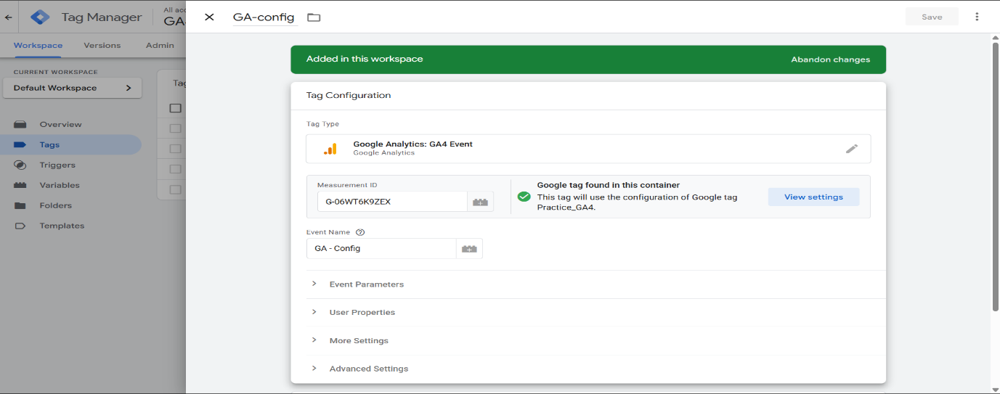 All acc
Tag Manager
GA-
GA-config
Save
Workspace
Versions
Admin
CURRENT WORKSPACE
Default Workspace
Tag
Overview
Tags
Triggers
Variables
Folders
Templates
Added in this workspace
Abandon changes
Tag Configuration
Tag Type
Google Analytics: GA4 Event
Google Analytics
Measurement ID
G-06WT6K9ZEX
Google tag found in this container
This tag will use the configuration of Google tag
Practice_GA4.
View settings
Event Name
GA - Config
Event Parameters
User Properties
More Settings
Advanced Settings